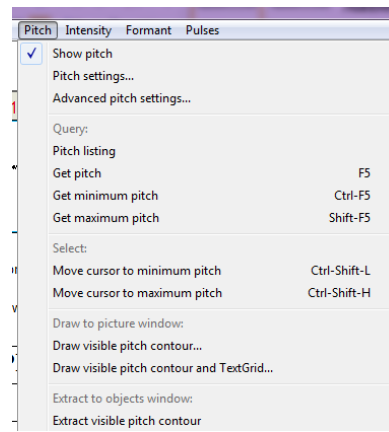 Pitch Intensity Formant Pulses
✓ Show pitch
Pitch settings...
Advanced pitch settings...
Query:
Pitch listing
Get pitch F5
Get minimum pitch Ctrl-F5
Get maximum pitch Shift-F5
Select:
Move cursor to minimum pitch Ctrl-Shift-L
Move cursor to maximum pitch Ctrl-Shift-H
Draw to picture window:
Draw visible pitch contour...
Draw visible pitch contour and TextGrid...
Extract to objects window:
Extract visible pitch contour